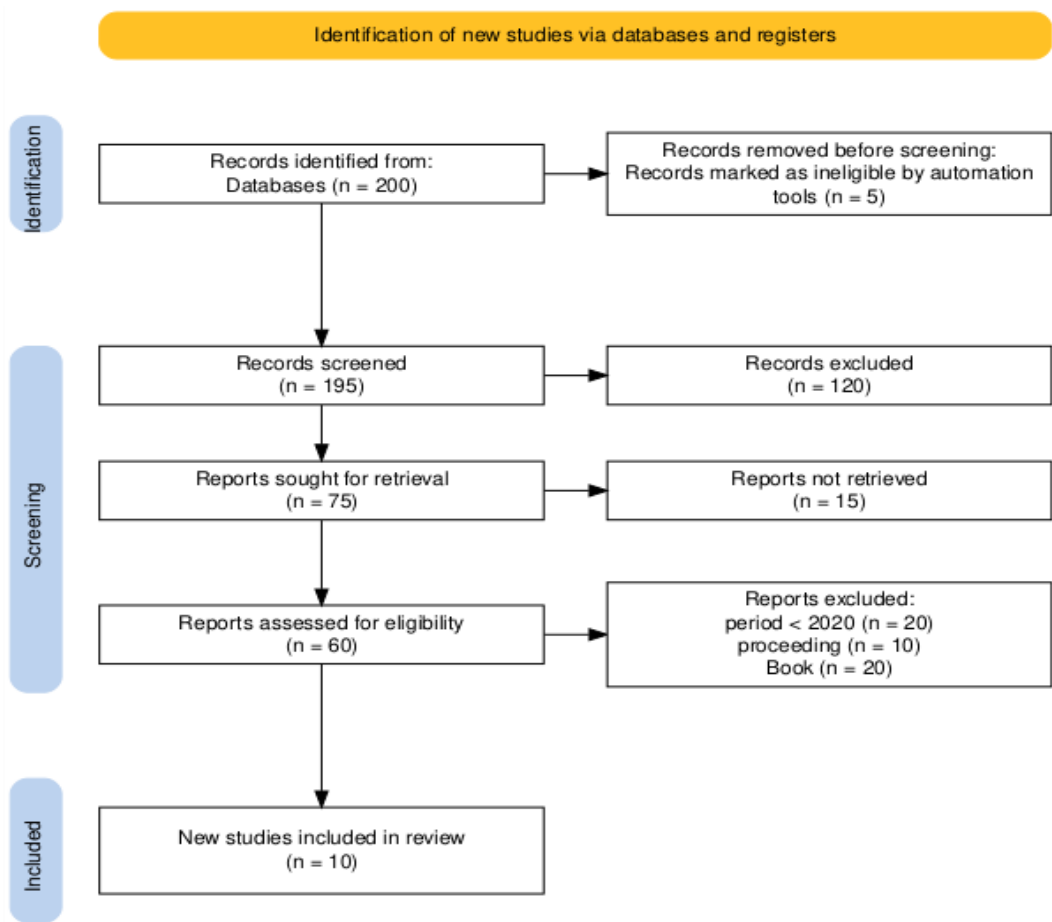 Identification of new studies via databases and registers
Identification
Records identified from:
Databases (n = 200)
Records removed before screening:
Records marked as ineligible by automation
tools (n = 5)
Screening
Records screened
(n = 195)
Records excluded
(n = 120)
Reports sought for retrieval
(n = 75)
Reports not retrieved
(n = 15)
Reports assessed for eligibility
(n = 60)
Reports excluded:
period < 2020 (n = 20)
proceeding (n = 10)
Book (n = 20)
Included
New studies included in review
(n = 10)